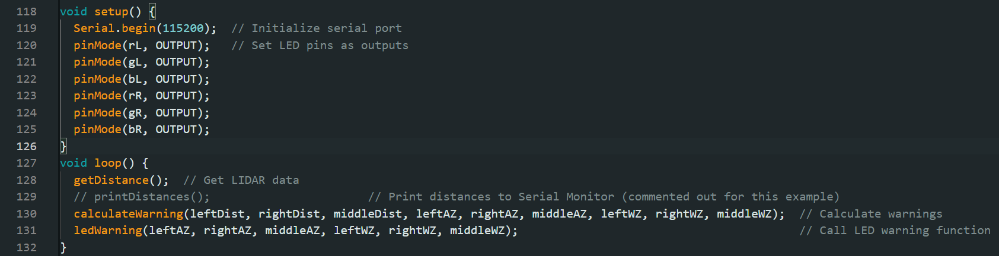 118 void setup() {
119 Serial.begin(115200);  // Initialize serial port
120 pinMode(rL, OUTPUT);   // Set LED pins as outputs
121 pinMode(gL, OUTPUT);
122 pinMode(bL, OUTPUT);
123 pinMode(rR, OUTPUT);
124 pinMode(gR, OUTPUT);
125 pinMode(bR, OUTPUT);
126 }
127 void loop() {
128 getDistance();  // Get LIDAR data
129 // printDistances();                       // Print distances to Serial Monitor (commented out for this example)
130 calculateWarning(leftDist, rightDist, middleDist, leftAZ, rightAZ, middleAZ, leftWZ, rightWZ, middleWZ);  // Calculate warnings
131 ledWarning(leftAZ, rightAZ, middleAZ, leftWZ, rightWZ, middleWZ);                                         // Call LED warning function
132 }